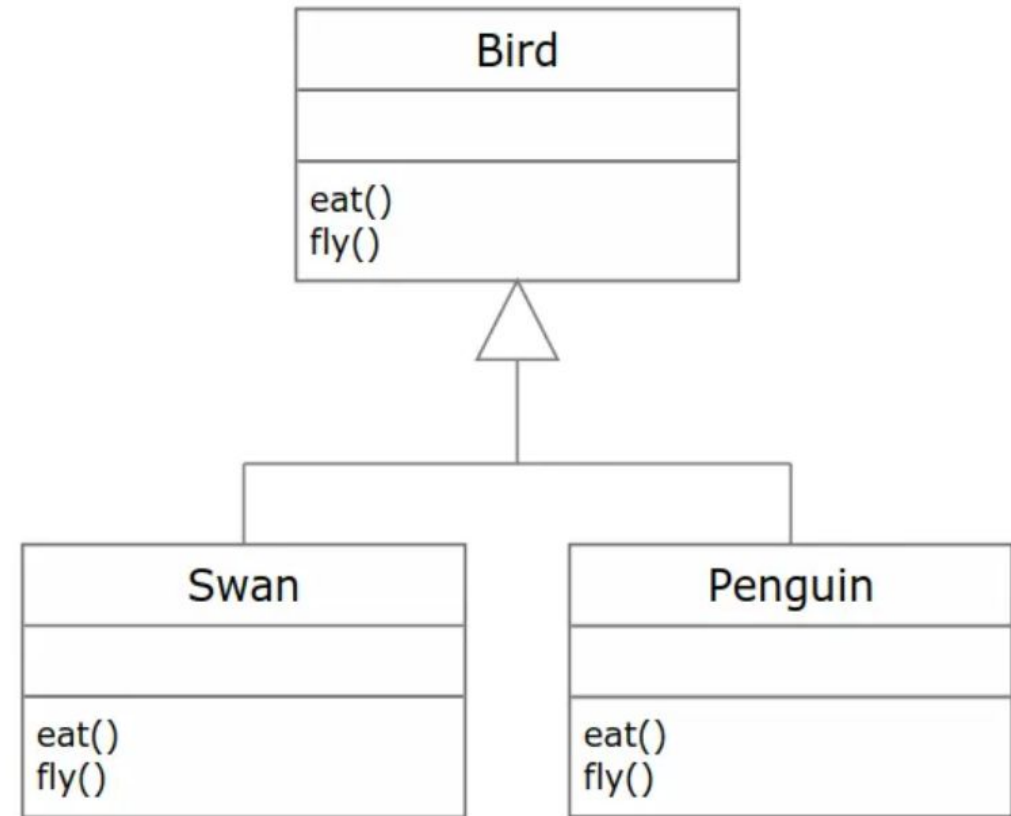 Bird
eat()
fly()
Swan
eat()
fly()
Penguin
eat()
fly()